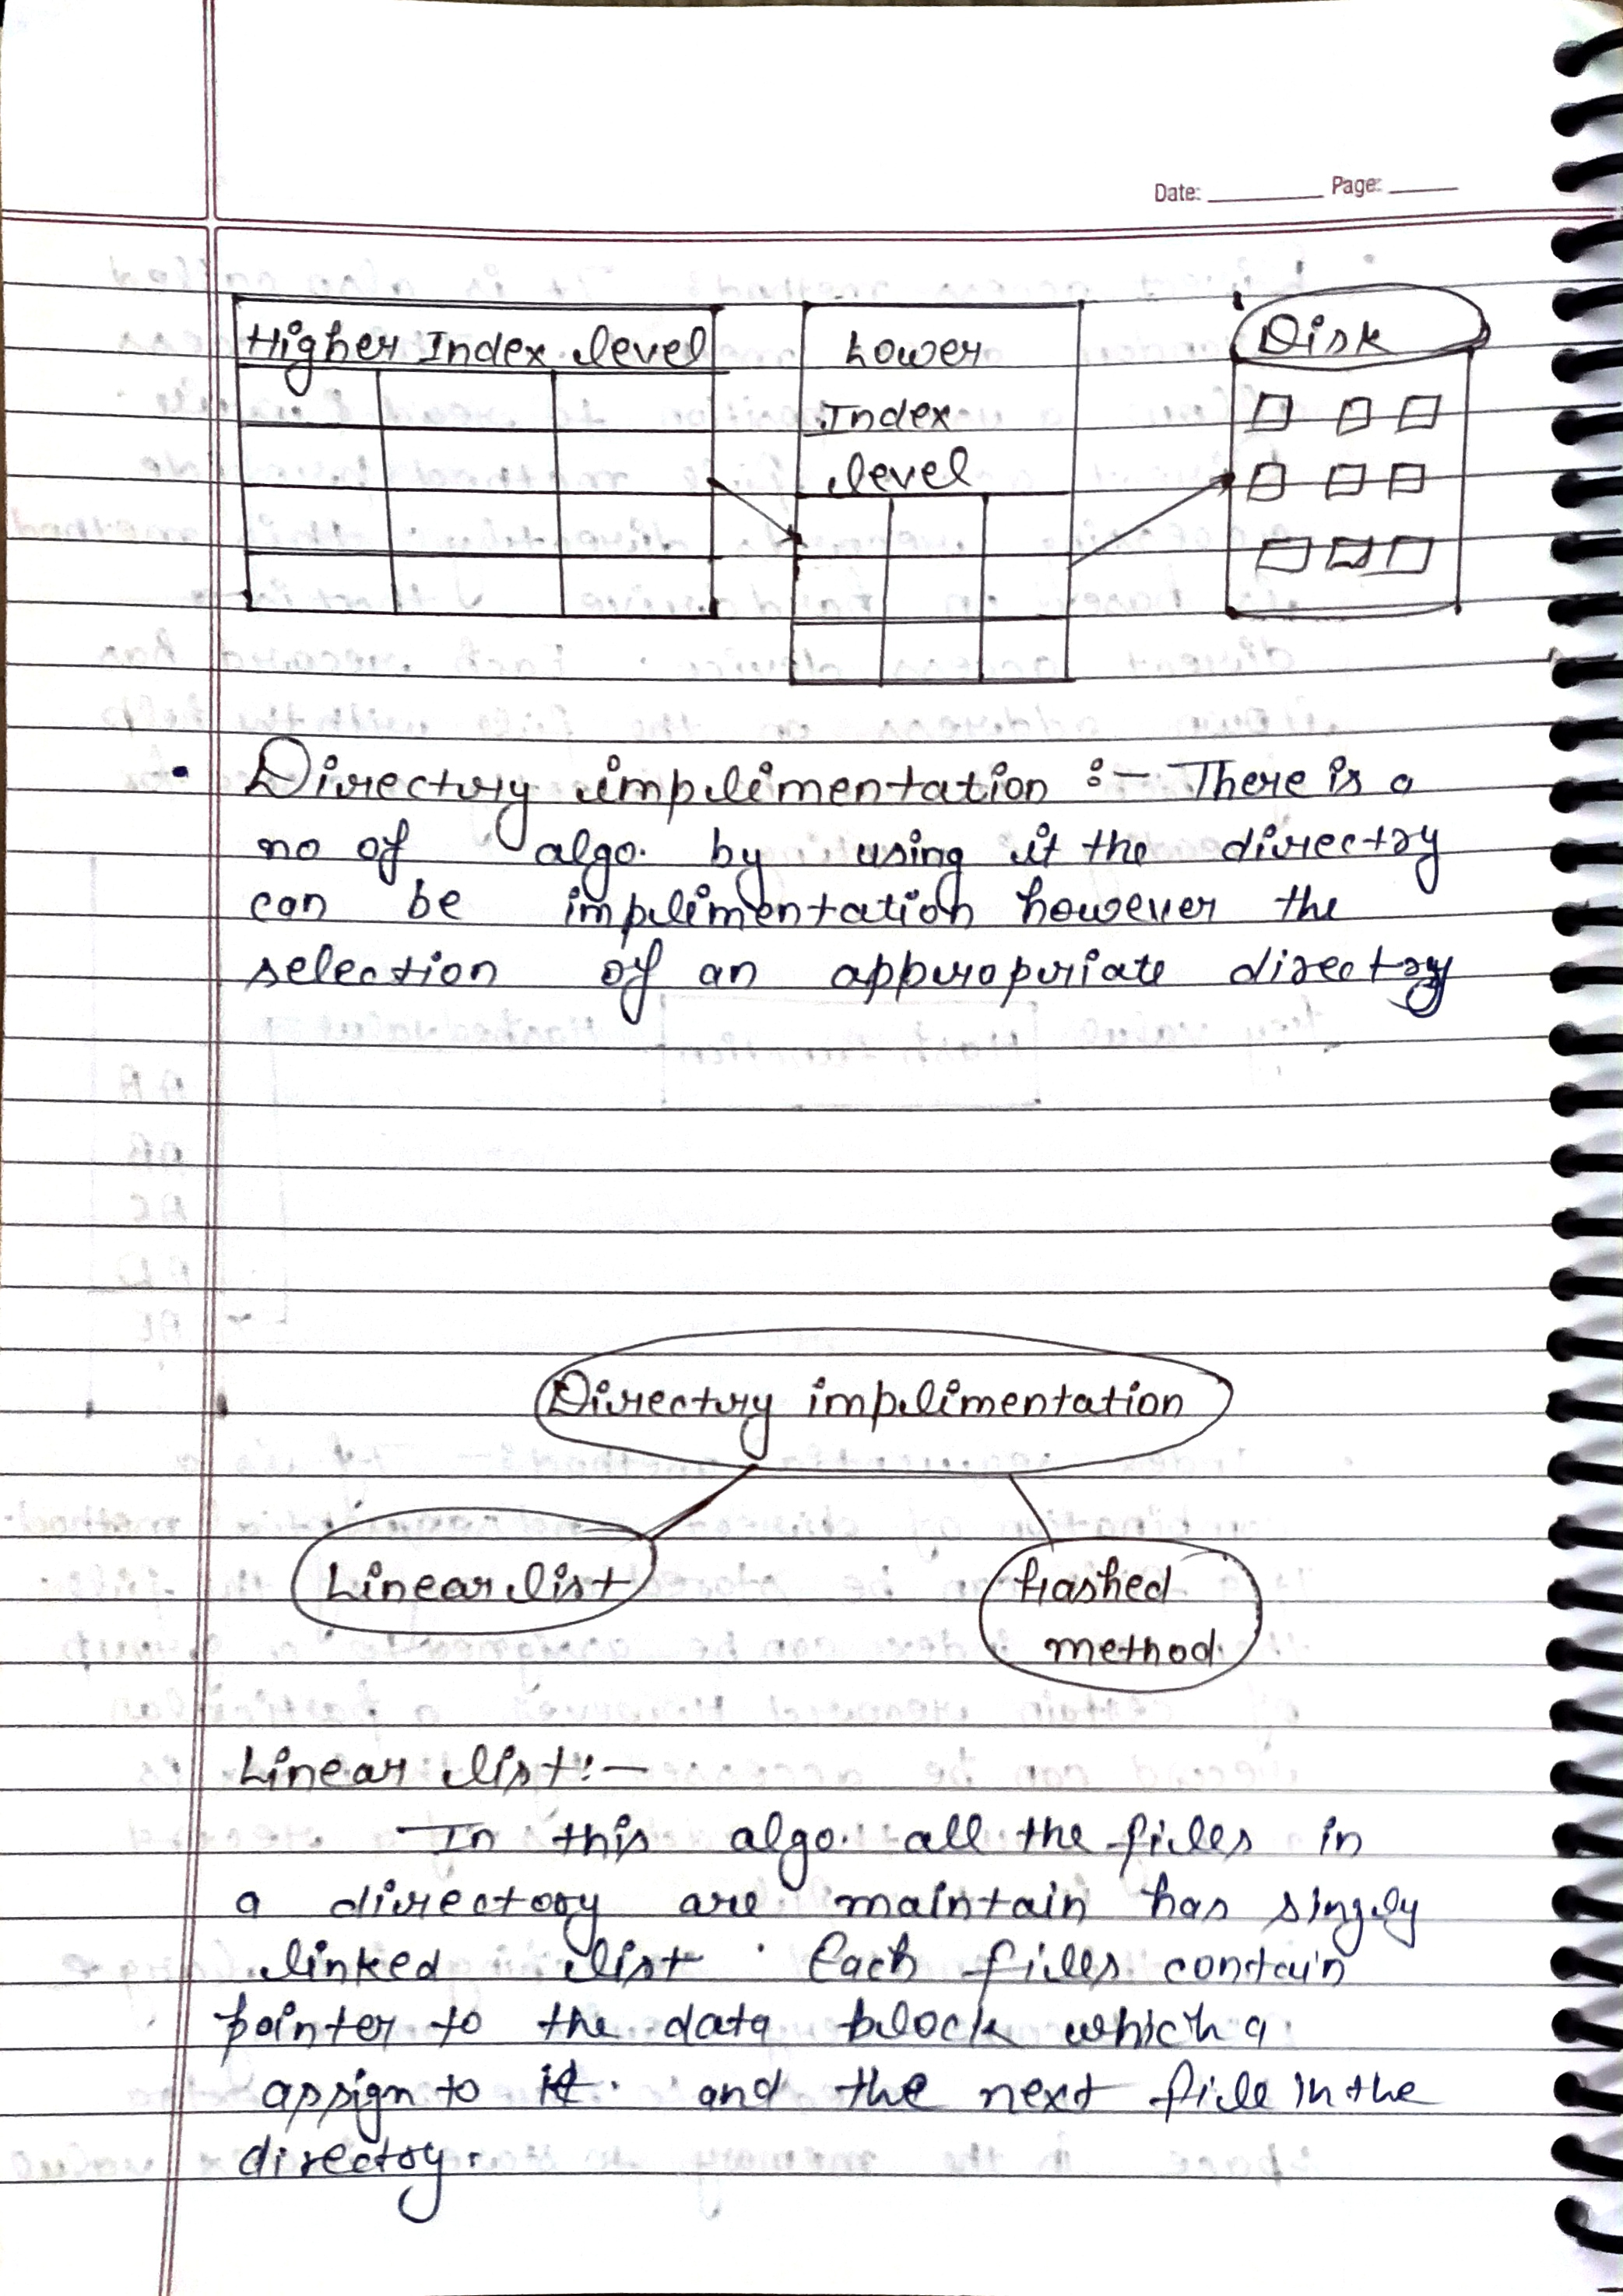 Date: Page:
Higher Index level
Lower
Index
level
Disk
• Directory implimentation :- There is a
no of algo. by using it the directory
can be implimentation however the
selection of an appropriate directory
Directory implimentation
Linear list
hashed
method.
Linear list:-
In this algo. all the files in
a directory are maintain has singly
linked list. Each files contain
pointer to the data block which a
assign to it. and the next file in the
directory.